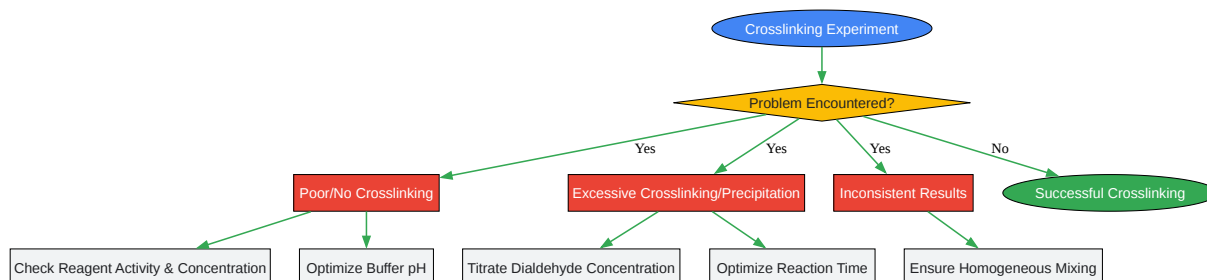 Crosslinking Experiment
Problem Encountered?
Yes
Yes
Yes
No
Poor/No Crosslinking
Excessive Crosslinking/Precipitation
Inconsistent Results
Successful Crosslinking
Check Reagent Activity & Concentration
Optimize Buffer pH
Titrate Dialdehyde Concentration
Optimize Reaction Time
Ensure Homogeneous Mixing